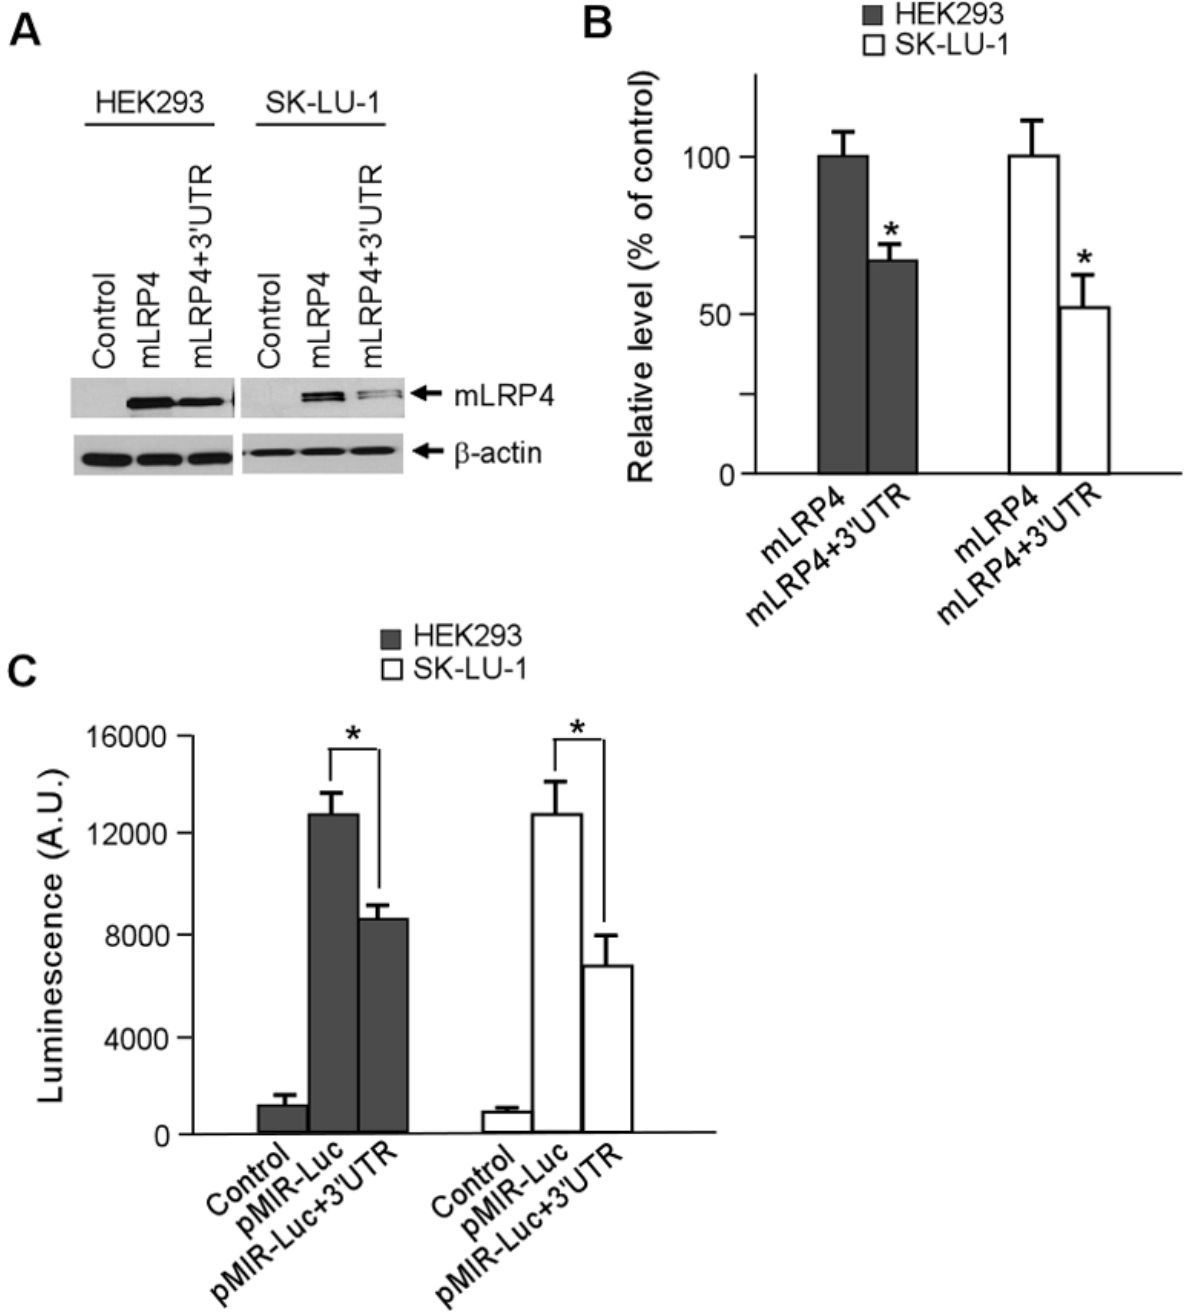 A
HEK293
SK-LU-1
Control
mLRP4
mLRP4+3'UTR
Control
mLRP4
mLRP4+3'UTR
mLRP4
β-actin
B
HEK293
SK-LU-1
Relative level (% of control)
100
50
0
mLRP4
mLRP4+3'UTR
mLRP4
mLRP4+3'UTR
*
*
C
HEK293
SK-LU-1
Luminescence (A.U.)
16000
12000
8000
4000
0
*
*
Control
pMIR-Luc
pMIR-Luc+3'UTR
Control
pMIR-Luc
pMIR-Luc+3'UTR